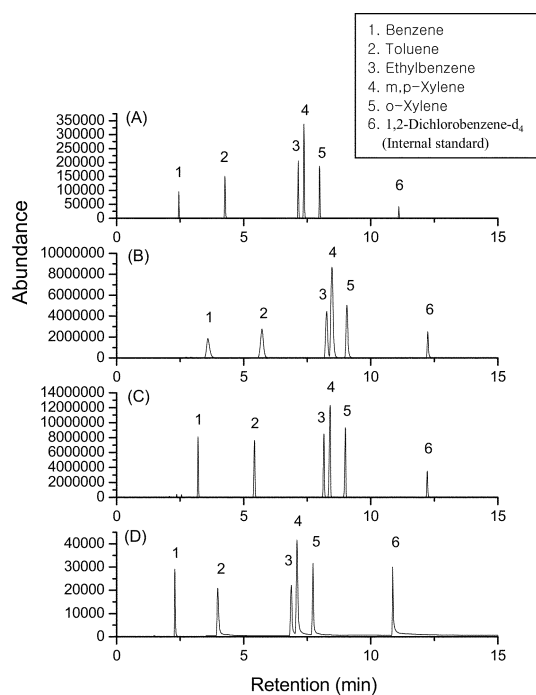 1. Benzene
2. Toluene
3. Ethylbenzene
4. m,p-Xylene
5. o-Xylene
6. 1,2-Dichlorobenzene-d4
(Internal standard)
Abundance
(A)
350000
300000
250000
200000
150000
100000
50000
0
1 2 3 4 5 6
0 5 10 15
(B)
10000000
8000000
6000000
4000000
2000000
0
1 2 3 4 5 6
0 5 10 15
(C)
14000000
12000000
10000000
8000000
6000000
4000000
2000000
0
1 2 3 4 5 6
0 5 10 15
(D)
40000
30000
20000
10000
0
1 2 3 4 5 6
0 5 10 15
Retention (min)